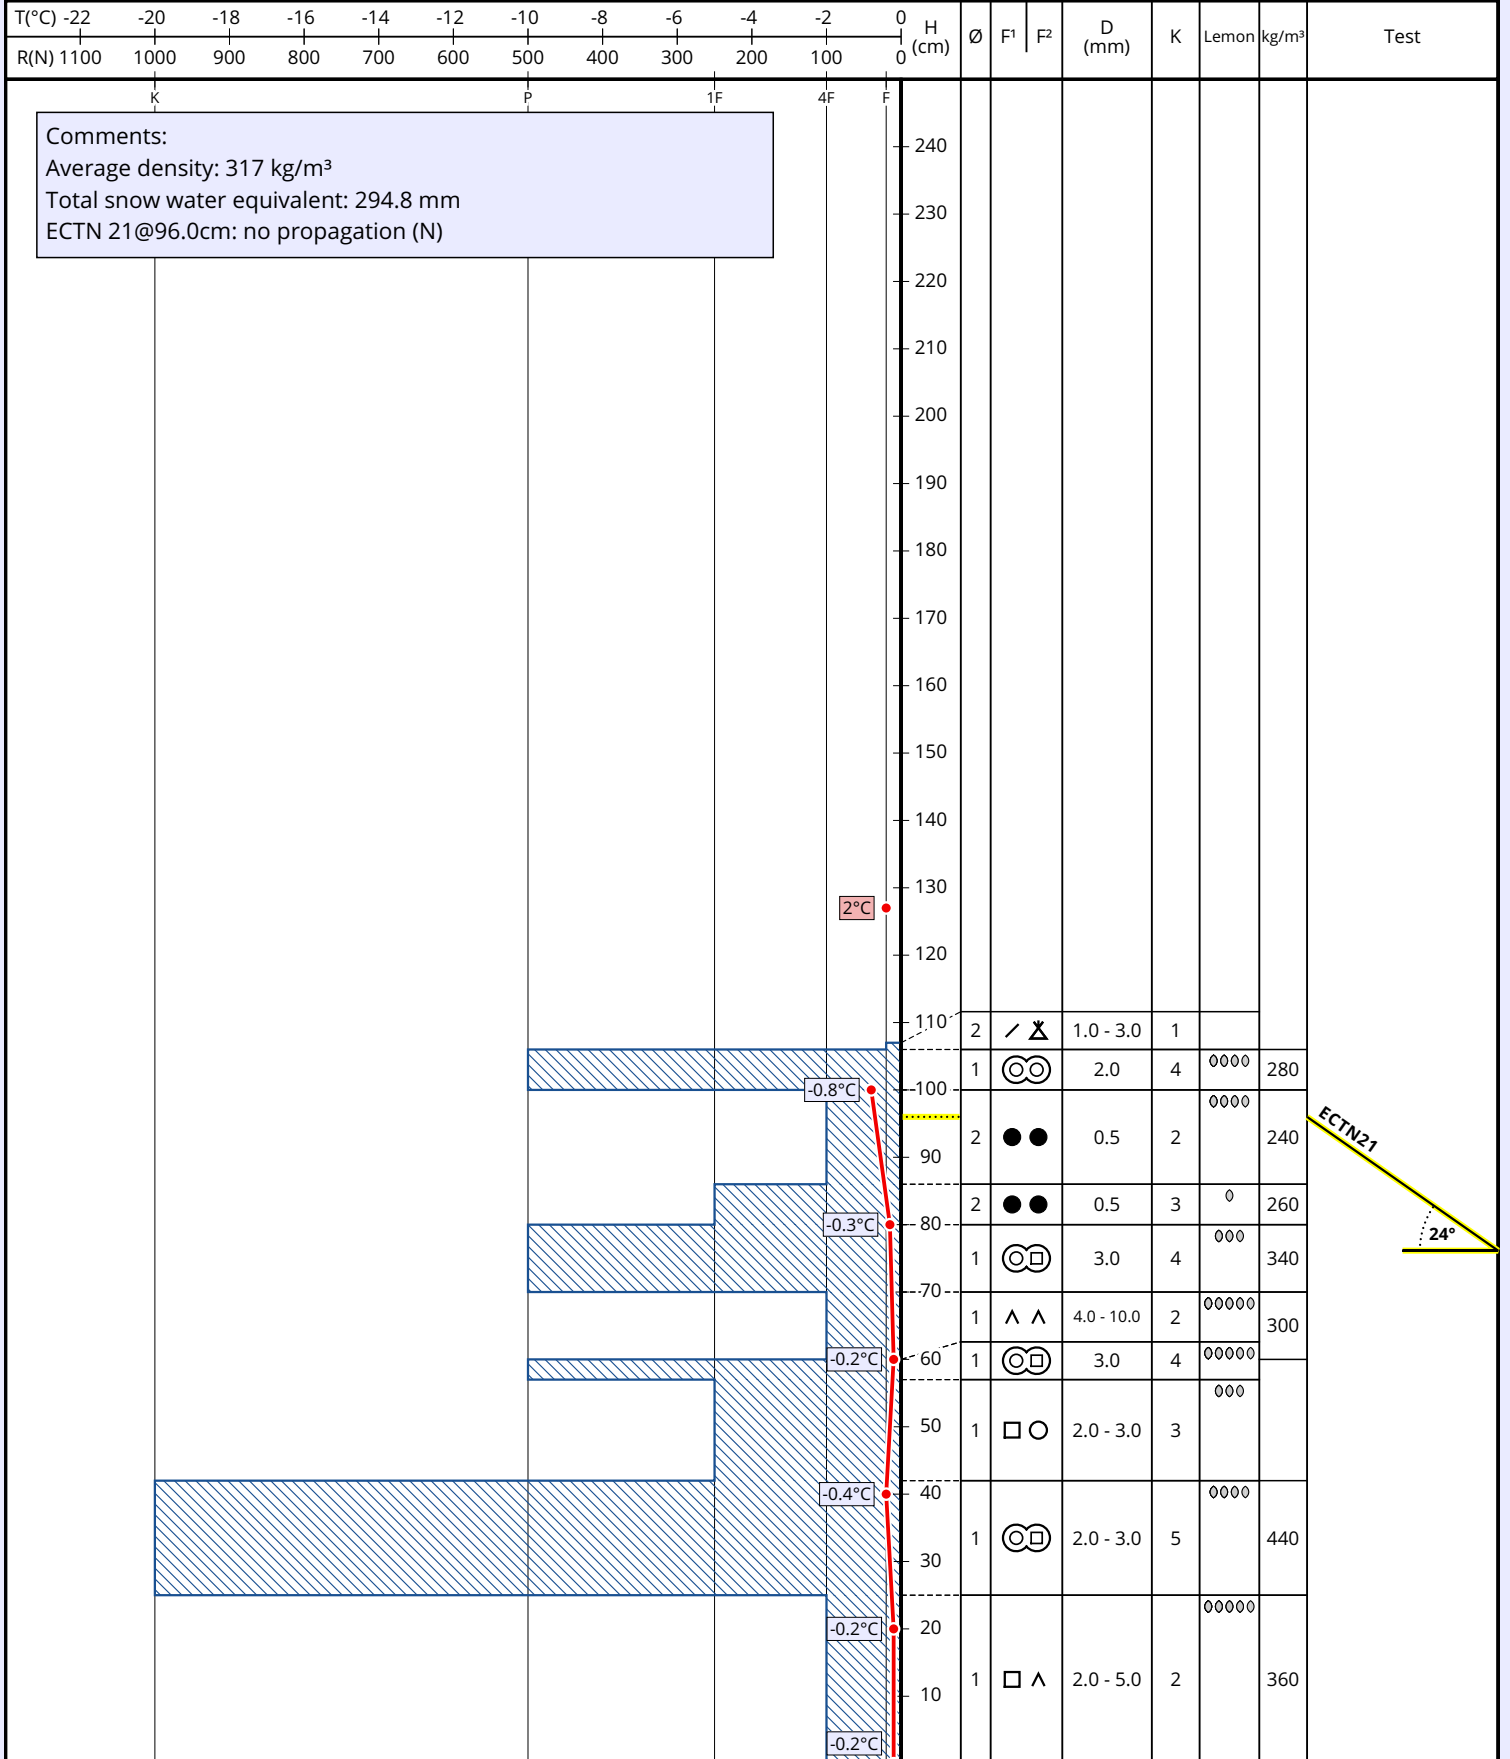 T(°C) -22 -20 -18 -16 -14 -12 -10 -8 -6 -4 -2 0
R(N) 1100 1000 900 800 700 600 500 400 300 200 100 0
H (cm) Ø F¹ F² D (mm) K Lemon kg/m³ Test
K P 1F 4F F
Comments:
Average density: 317 kg/m³
Total snow water equivalent: 294.8 mm
ECTN 21@96.0cm: no propagation (N)
240
230
220
210
200
190
180
170
160
150
140
130
2°C
120
110
2 1.0 - 3.0 1
1 2.0 4 280
-0.8°C 100
ECTN21
2 0.5 2 240
90
2 0.5 3 260
-0.3°C 80
24°
1 3.0 4 340
70
1 4.0 - 10.0 2 300
-0.2°C 60 1 3.0 4
50 1 2.0 - 3.0 3
-0.4°C 40
1 2.0 - 3.0 5 440
30
-0.2°C 20
1 2.0 - 5.0 2 360
10
-0.2°C